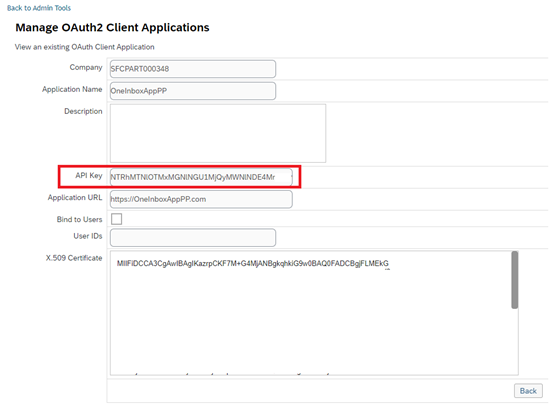 Back to Admin Tools
Manage OAuth2 Client Applications
View an existing OAuth Client Application
Company SFCPART000348
Application Name OneInboxAppPP
Description
API Key NTRhMTNlOTMxMGNlNGU1MjQyMWNlNDE4Mr
Application URL https://OneInboxAppPP.com
Bind to Users
User IDs
X.509 Certificate
MIIFiDCCA3CgAwIBAgIKazrpCKF7M+G4MjANBgkqhkiG9w0BAQ0FADCBgjFLMEkG
Back